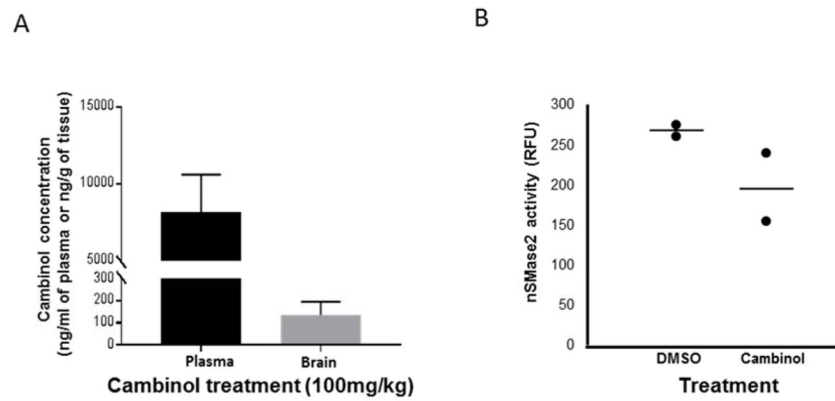 A
Cambinol concentration
(ng/ml of plasma or ng/g of tissue)
15000
10000
5000
300
200
100
0
Plasma
Brain
Cambinol treatment (100mg/kg)
B
nSMase2 activity (RFU)
300
250
200
150
100
50
0
DMSO
Cambinol
Treatment